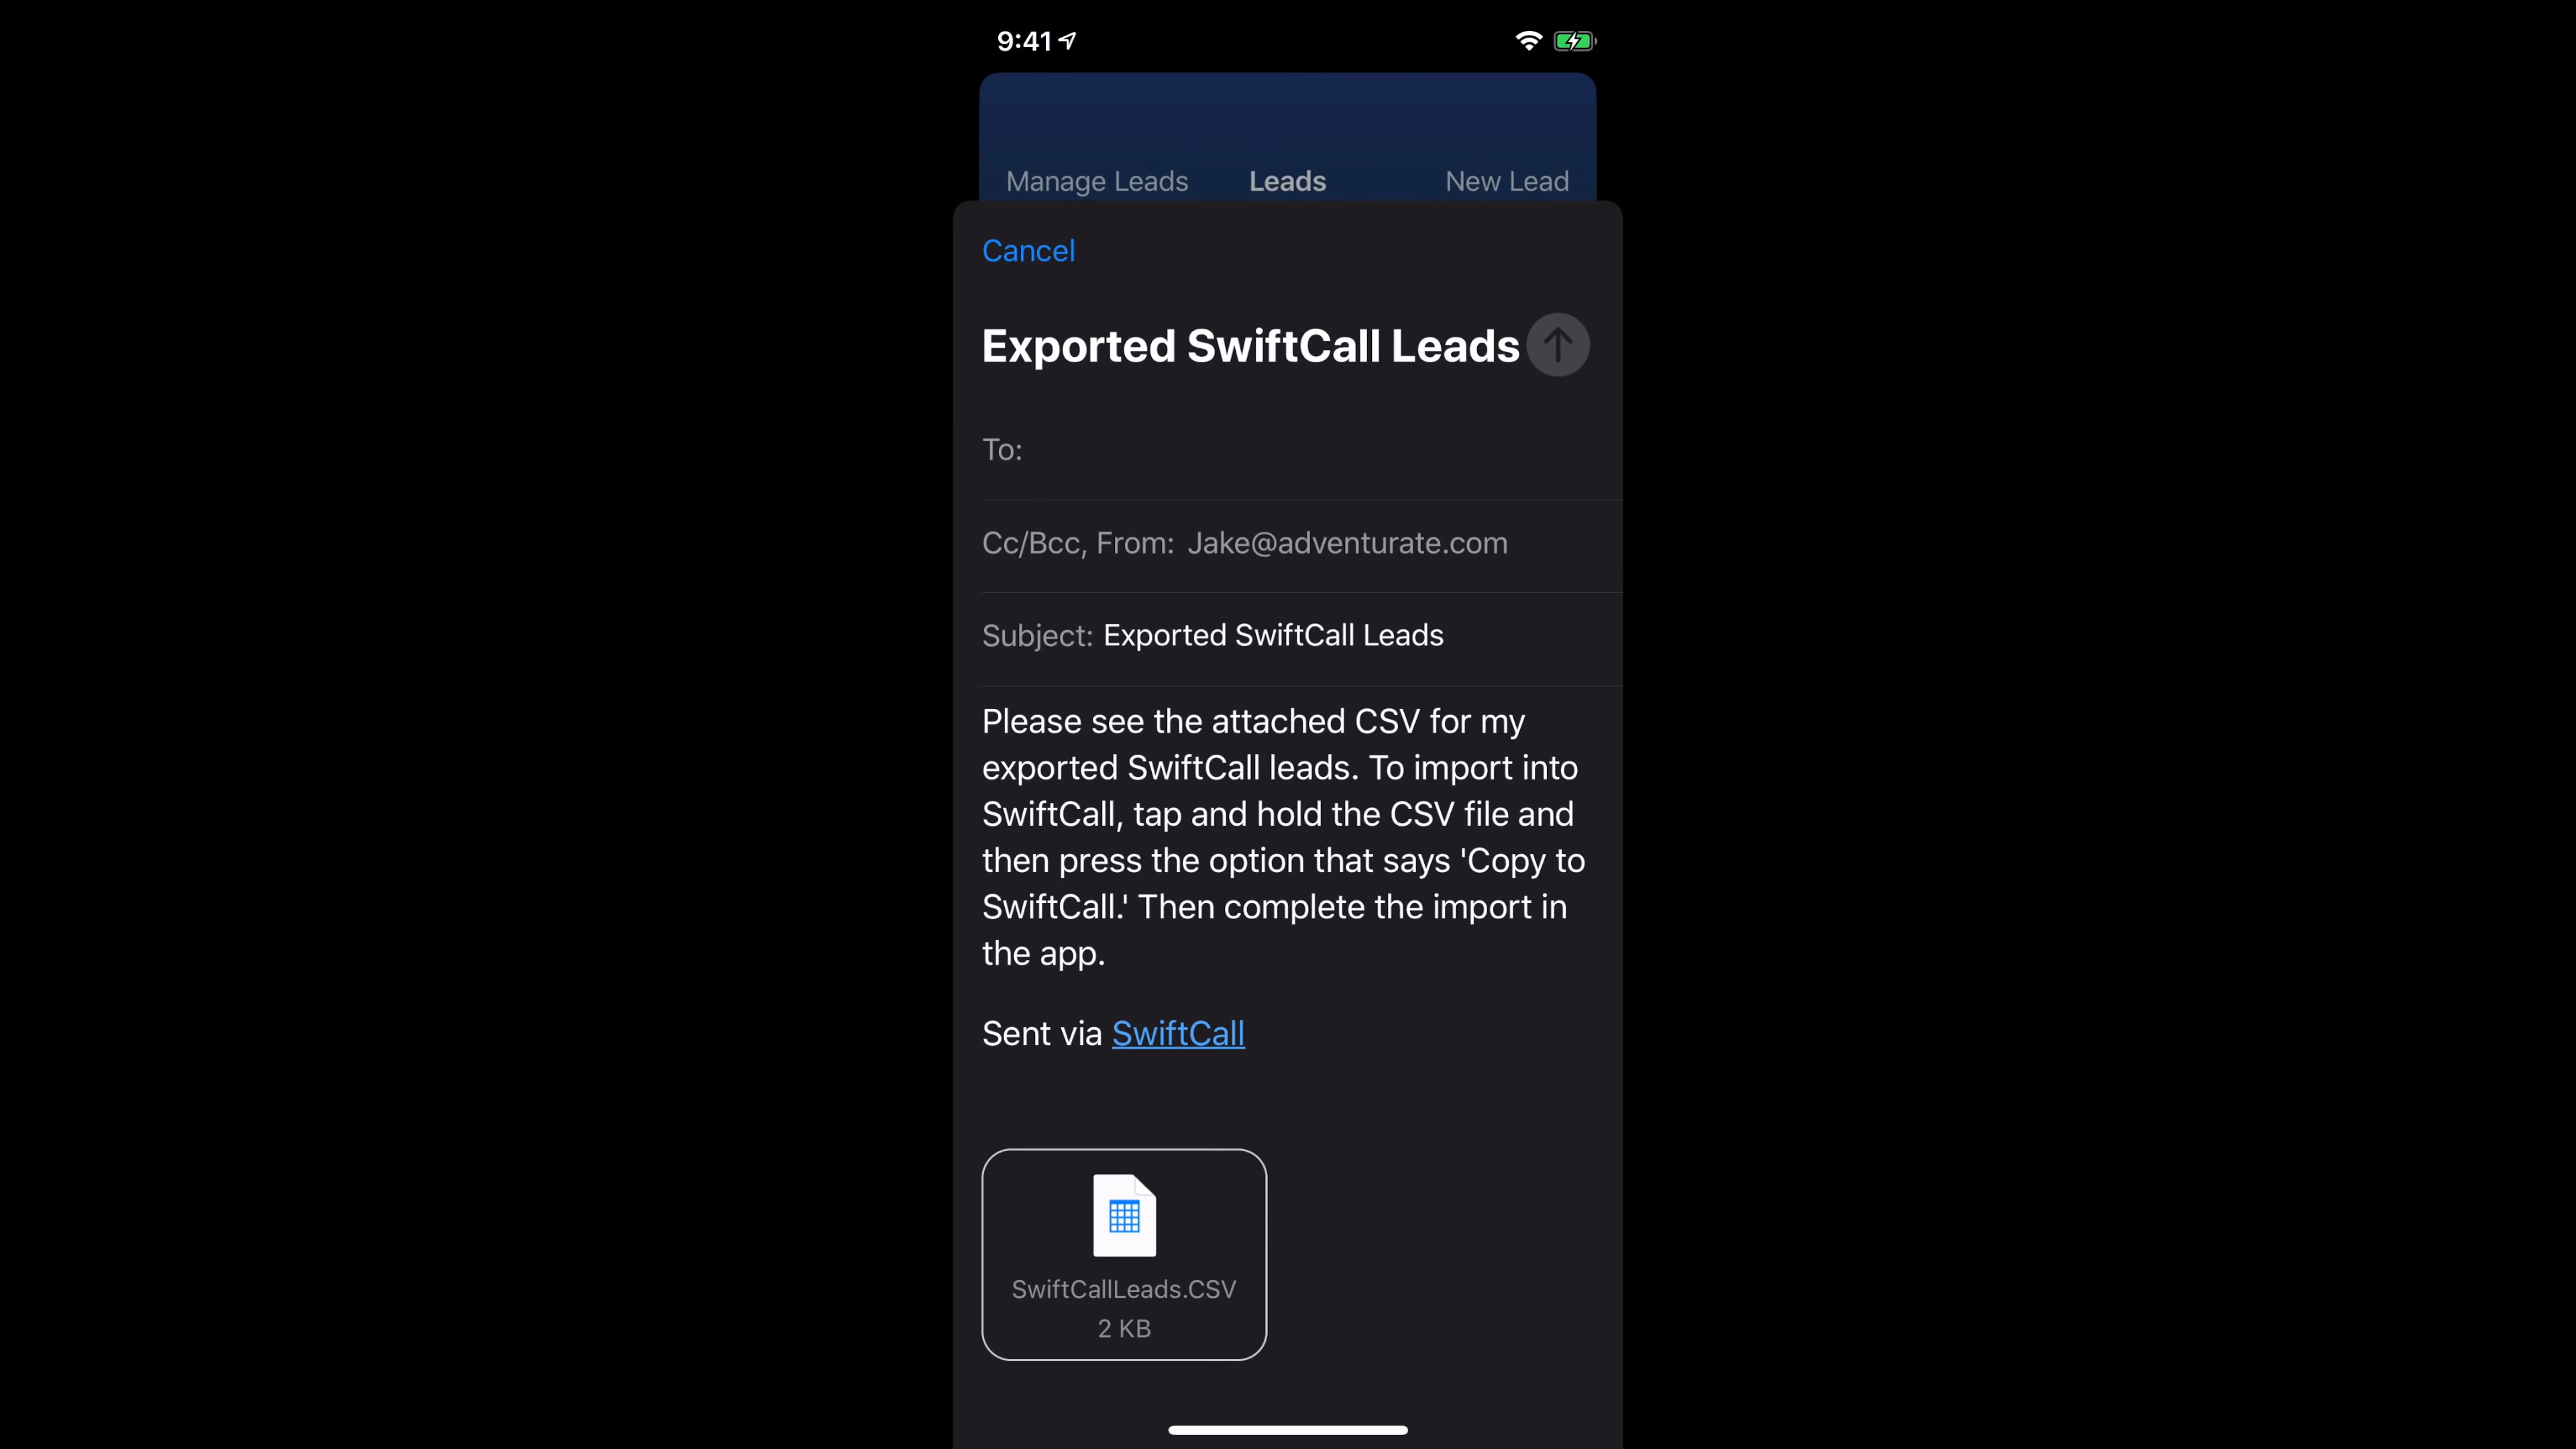 9:41
Manage Leads Leads New Lead
Cancel
Exported SwiftCall Leads
To:
Cc/Bcc, From: Jake@adventurate.com
Subject: Exported SwiftCall Leads
Please see the attached CSV for my
exported SwiftCall leads. To import into
SwiftCall, tap and hold the CSV file and
then press the option that says 'Copy to
SwiftCall.' Then complete the import in
the app.
Sent via SwiftCall
SwiftCallLeads.CSV
2 KB